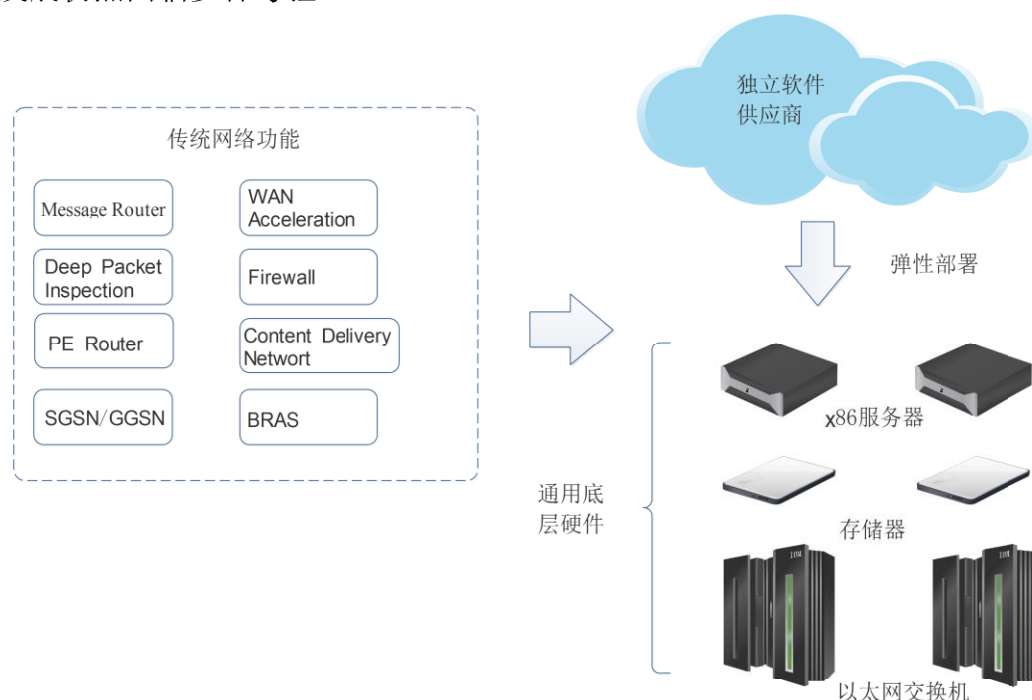 传统网络功能
Message Router
WAN
Acceleration
Deep Packet
Inspection
Firewall
PE Router
Content Delivery
Networt
SGSN/GGSN
BRAS
独立软件
供应商
弹性部署
通用底
层硬件
x86服务器
存储器
以太网交换机